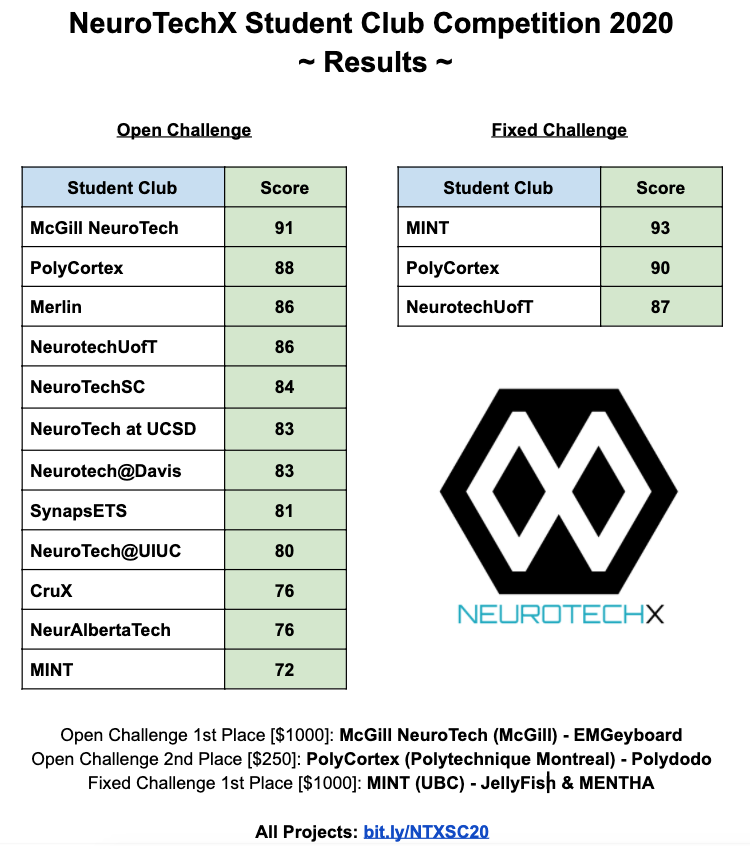 NeuroTechX Student Club Competition 2020
~ Results ~
Open Challenge
Student Club Score
McGill NeuroTech 91
PolyCortex 88
Merlin 86
NeurotechUofT 86
NeuroTechSC 84
NeuroTech at UCSD 83
Neurotech@Davis 83
SynapsETS 81
NeuroTech@UIUC 80
CruX 76
NeurAlbertaTech 76
MINT 72
Fixed Challenge
Student Club Score
MINT 93
PolyCortex 90
NeurotechUofT 87
NEUROTECHX
Open Challenge 1st Place [$1000]: McGill NeuroTech (McGill) - EMGeyboard
Open Challenge 2nd Place [$250]: PolyCortex (Polytechnique Montreal) - Polydodo
Fixed Challenge 1st Place [$1000]: MINT (UBC) - JellyFish & MENTHA
All Projects: bit.ly/NTXSC20